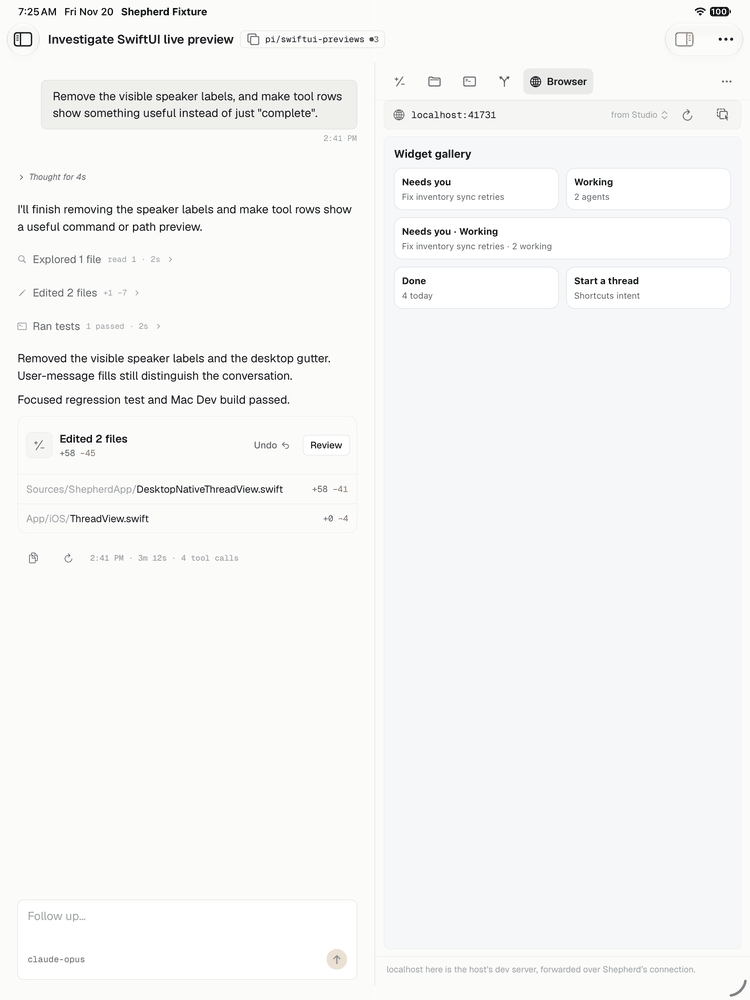 7:25 AM Fri Nov 20 Shepherd Fixture
100
Investigate SwiftUI live preview
pi/swiftui-previews ●3
Remove the visible speaker labels, and make tool rows
show something useful instead of just "complete".
2:41 PM
Thought for 4s
I'll finish removing the speaker labels and make tool rows show
a useful command or path preview.
Explored 1 file read 1 · 2s
Edited 2 files +1 −7
Ran tests 1 passed · 2s
Removed the visible speaker labels and the desktop gutter.
User-message fills still distinguish the conversation.
Focused regression test and Mac Dev build passed.
Edited 2 files
+58 −45
Undo
Review
Sources/ShepherdApp/DesktopNativeThreadView.swift +58 −41
App/iOS/ThreadView.swift +0 −4
2:41 PM · 3m 12s · 4 tool calls
Follow up…
claude-opus
Browser
localhost:41731
from Studio
Widget gallery
Needs you
Fix inventory sync retries
Working
2 agents
Needs you · Working
Fix inventory sync retries · 2 working
Done
4 today
Start a thread
Shortcuts intent
localhost here is the host's dev server, forwarded over Shepherd's connection.